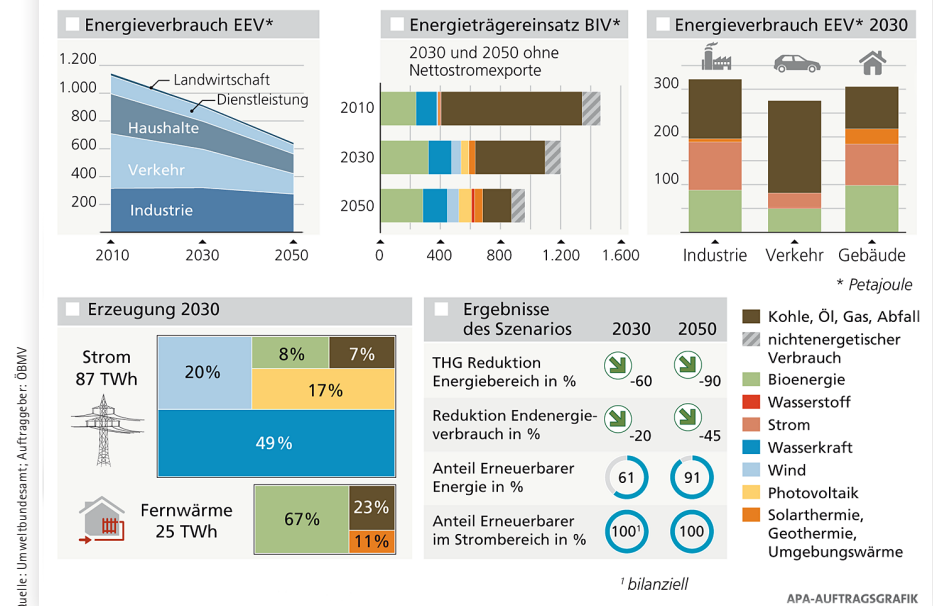 Energieverbrauch EEV*
1.200
1.000
800
600
400
200
Landwirtschaft
Dienstleistung
Haushalte
Verkehr
Industrie
2010 2030 2050
Energieträgereinsatz BIV*
2030 und 2050 ohne
Nettostromexporte
2010
2030
2050
0 400 800 1.200 1.600
Energieverbrauch EEV* 2030
300
200
100
Industrie Verkehr Gebäude
* Petajoule
Erzeugung 2030
Strom
87 TWh
20%
8%
7%
17%
49%
Fernwärme
25 TWh
67%
23%
11%
Ergebnisse
des Szenarios 2030 2050
THG Reduktion
Energiebereich in % -60 -90
Reduktion Endenergie-
verbrauch in % -20 -45
Anteil Erneuerbarer
Energie in % 61 91
Anteil Erneuerbarer
im Strombereich in % 100¹ 100
¹ bilanziell
Kohle, Öl, Gas, Abfall
nichtenergetischer
Verbrauch
Bioenergie
Wasserstoff
Strom
Wasserkraft
Wind
Photovoltaik
Solarthermie,
Geothermie,
Umgebungswärme
Umweltbundesamt; Auftraggeber: ÖBMV
APA-AUFTRAGSGRAFIK